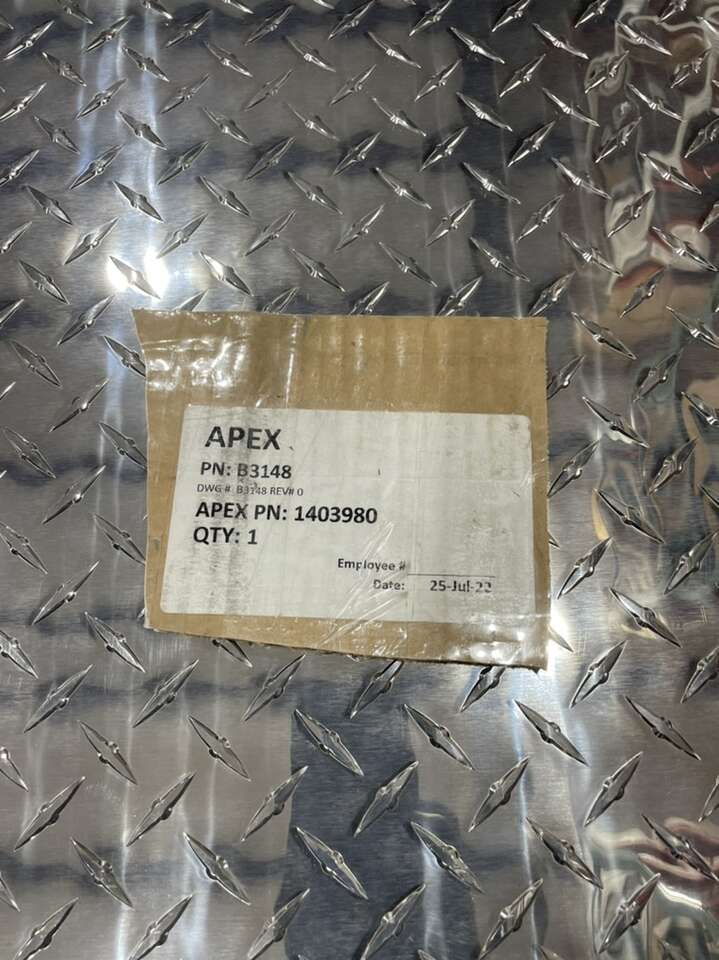 APEX
PN: B3148
DWG #: B3148 REV# 0
APEX PN: 1403980
QTY: 1
Employee #
Date: 25-Jul-22